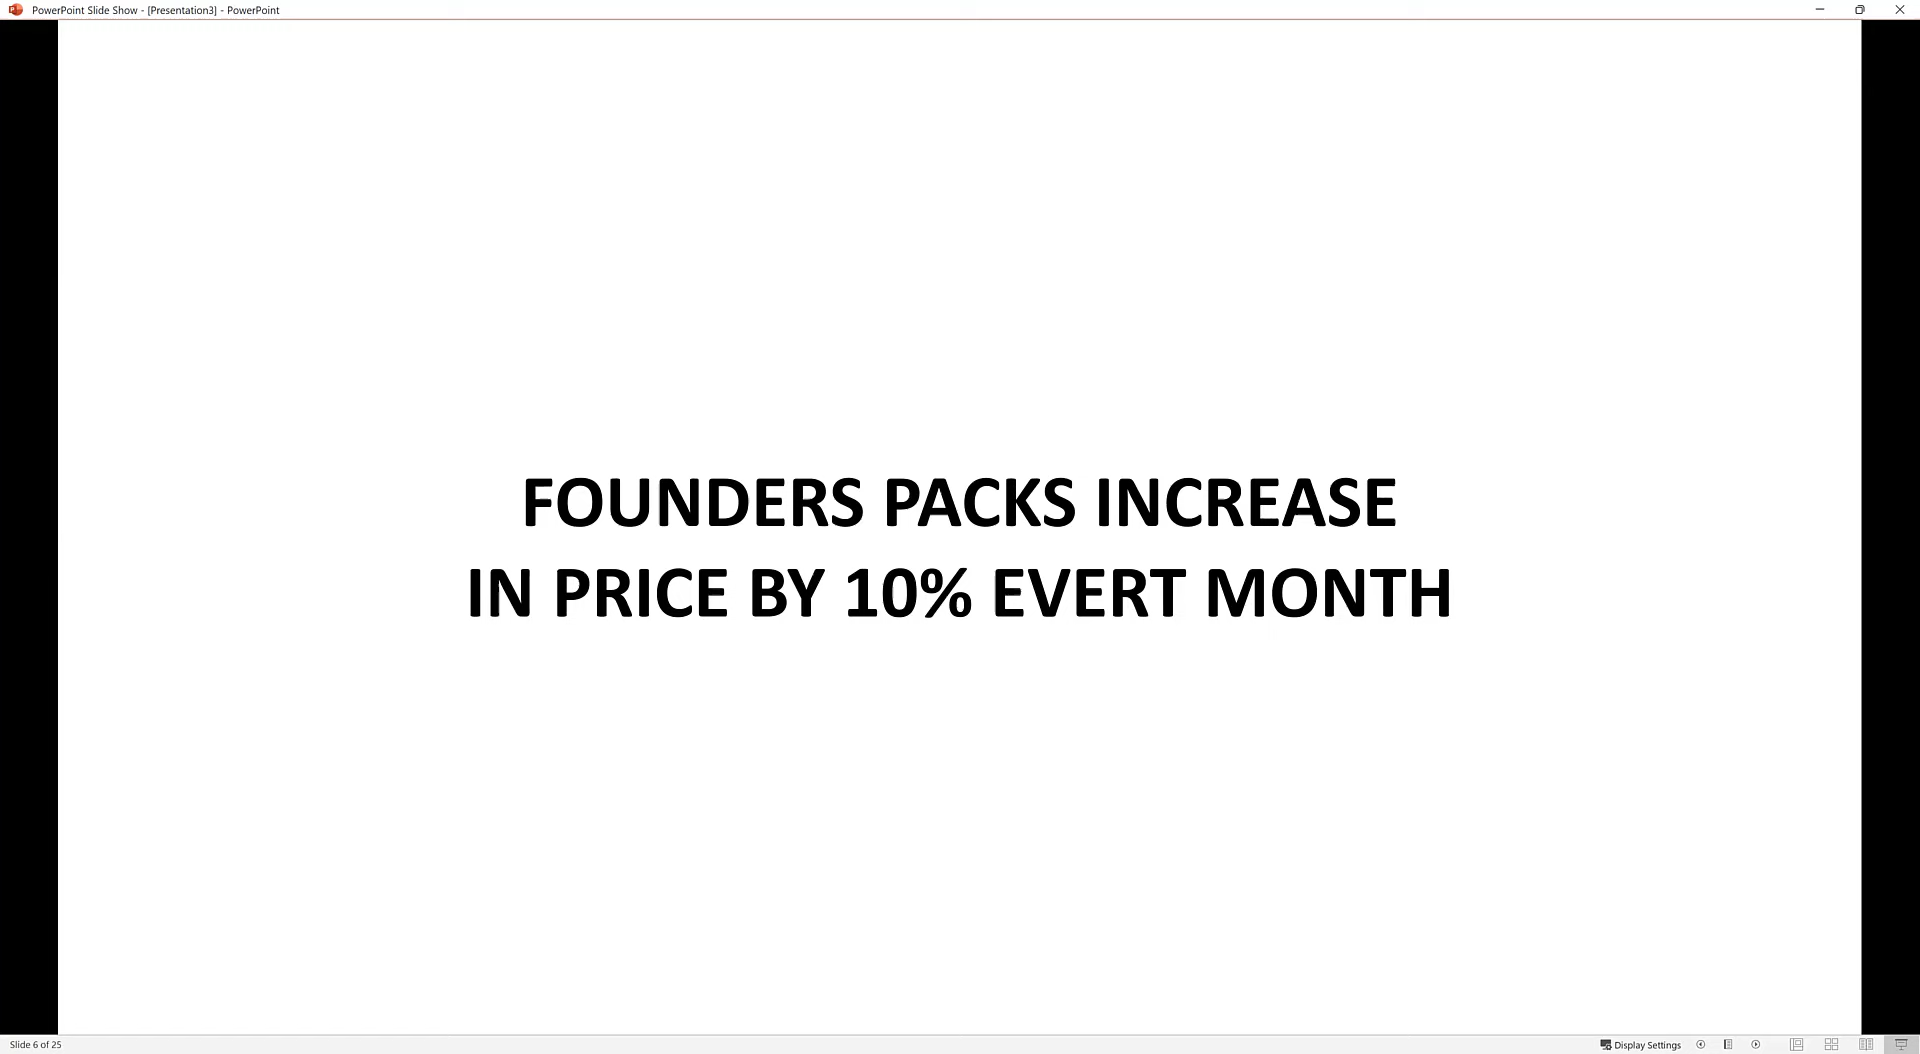 PowerPoint Slide Show - [Presentation3] - PowerPoint
FOUNDERS PACKS INCREASE
IN PRICE BY 10% EVERT MONTH
Slide 6 of 25
Display Settings